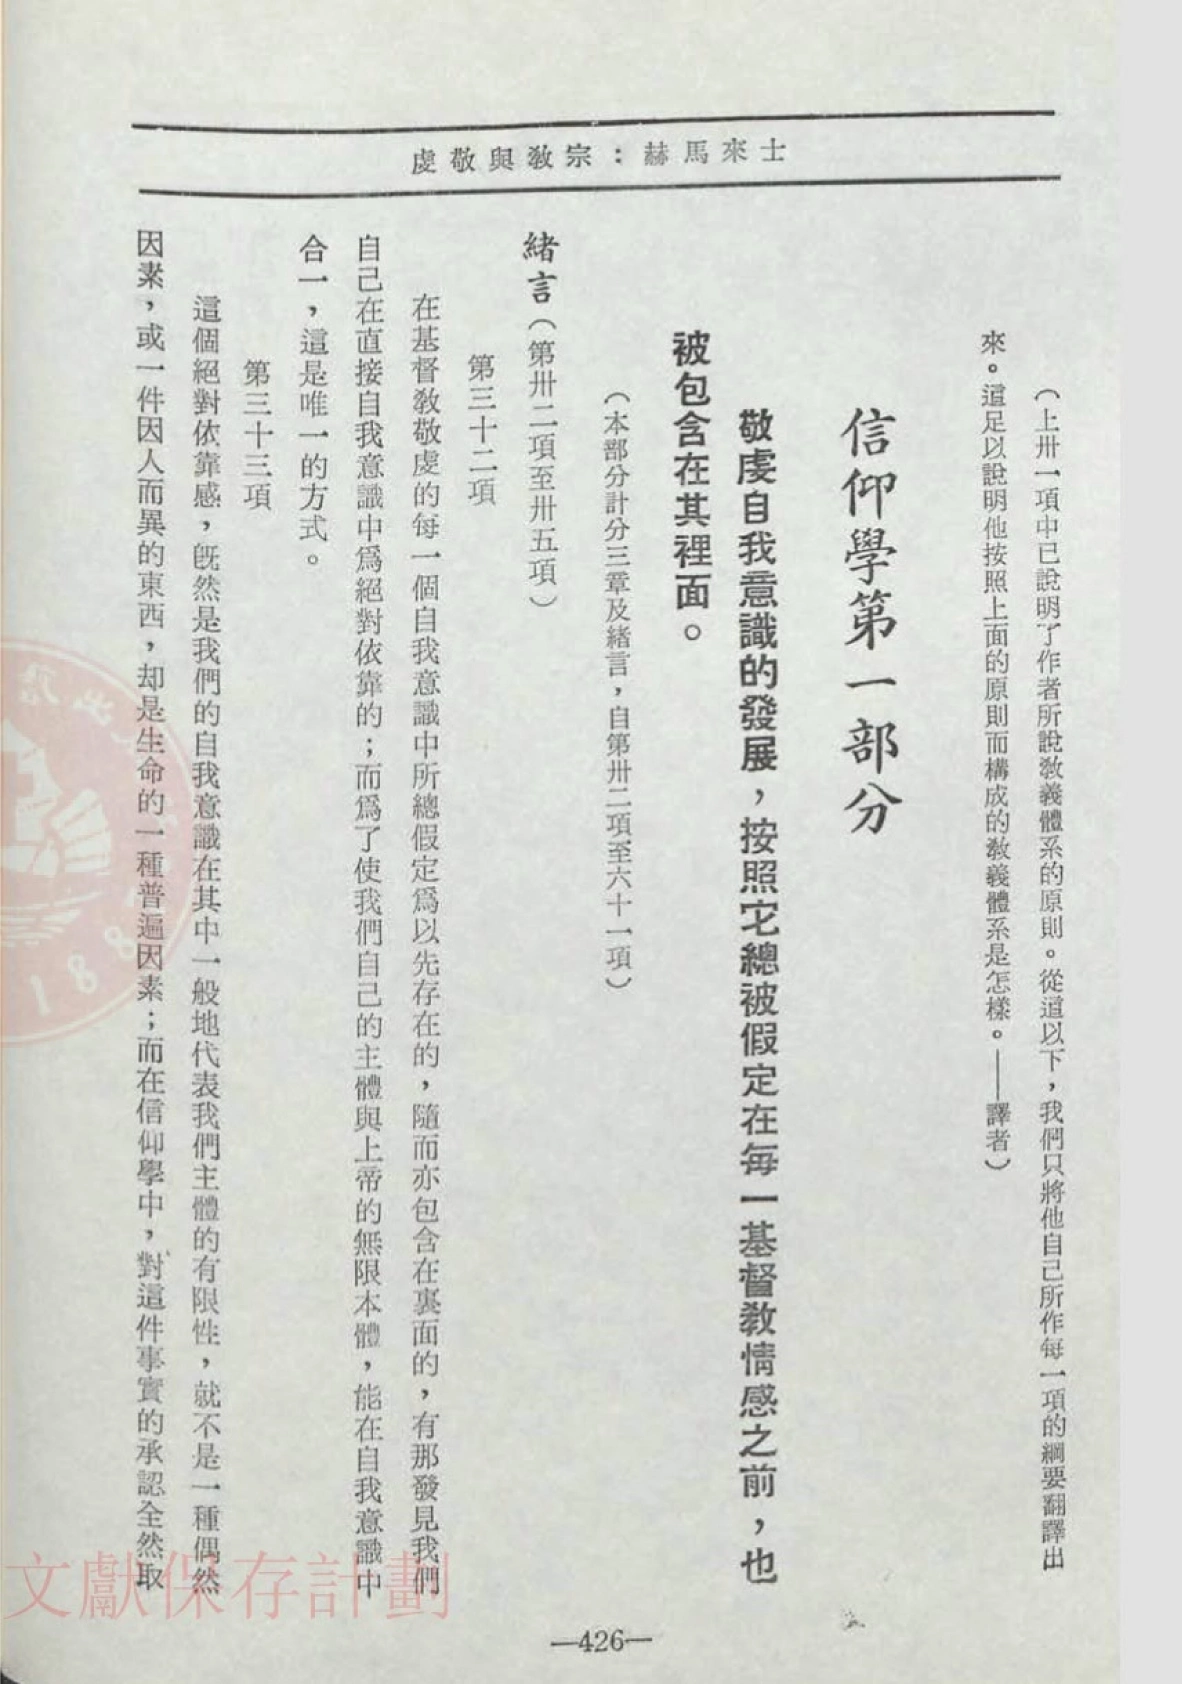 士來馬赫：宗教與敬虔
（上卅一項中已說明了作者所說教義體系的原則。從這以下，我們只將他自己所作每一項的綱要翻譯出
來。這足以說明他按照上面的原則而構成的教義體系是怎樣。——譯者）
信仰學第一部分
敬虔自我意識的發展，按照它總被假定在每一基督教情感之前，也
被包含在其裡面。
（本部分計分三章及緒言，自第卅二項至六十一項）
緒言（第卅二項至卅五項）
第三十二項
在基督教敬虔的每一個自我意識中所總假定爲以先存在的，隨而亦包含在裏面的，有那發見我們
自己在直接自我意識中爲絕對依靠的；而爲了使我們自己的主體與上帝的無限本體，能在自我意識中
合一，這是唯一的方式。
第三十三項
這個絕對依靠感，既然是我們的自我意識在其中一般地代表我們主體的有限性，就不是一種偶然
因素，或一件因人而異的東西，却是生命的一種普遍因素；而在信仰學中，對這件事實的承認全然取
—426—
文獻保存計劃
188